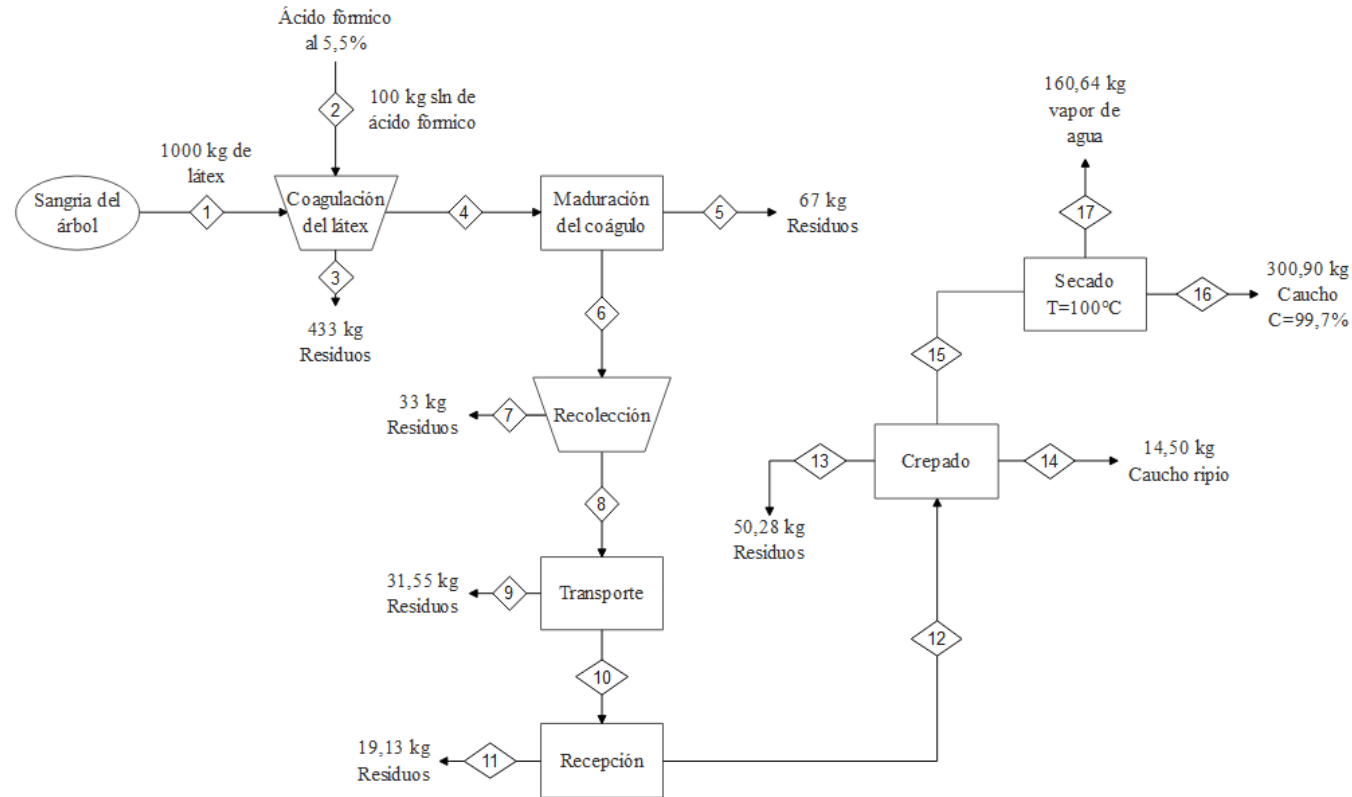 Ácido fórmico
al 5,5%
2
100 kg sln de
ácido fórmico
1000 kg de
látex
Sangría del
árbol
1
Coagulación
del látex
3
433 kg
Residuos
4
Maduración
del coágulo
5
67 kg
Residuos
6
Recolección
7
33 kg
Residuos
8
Transporte
9
31,55 kg
Residuos
10
Recepción
11
19,13 kg
Residuos
12
Crepado
13
50,28 kg
Residuos
14
14,50 kg
Caucho ripio
15
Secado
T=100°C
16
300,90 kg
Caucho
C=99,7%
17
160,64 kg
vapor de
agua